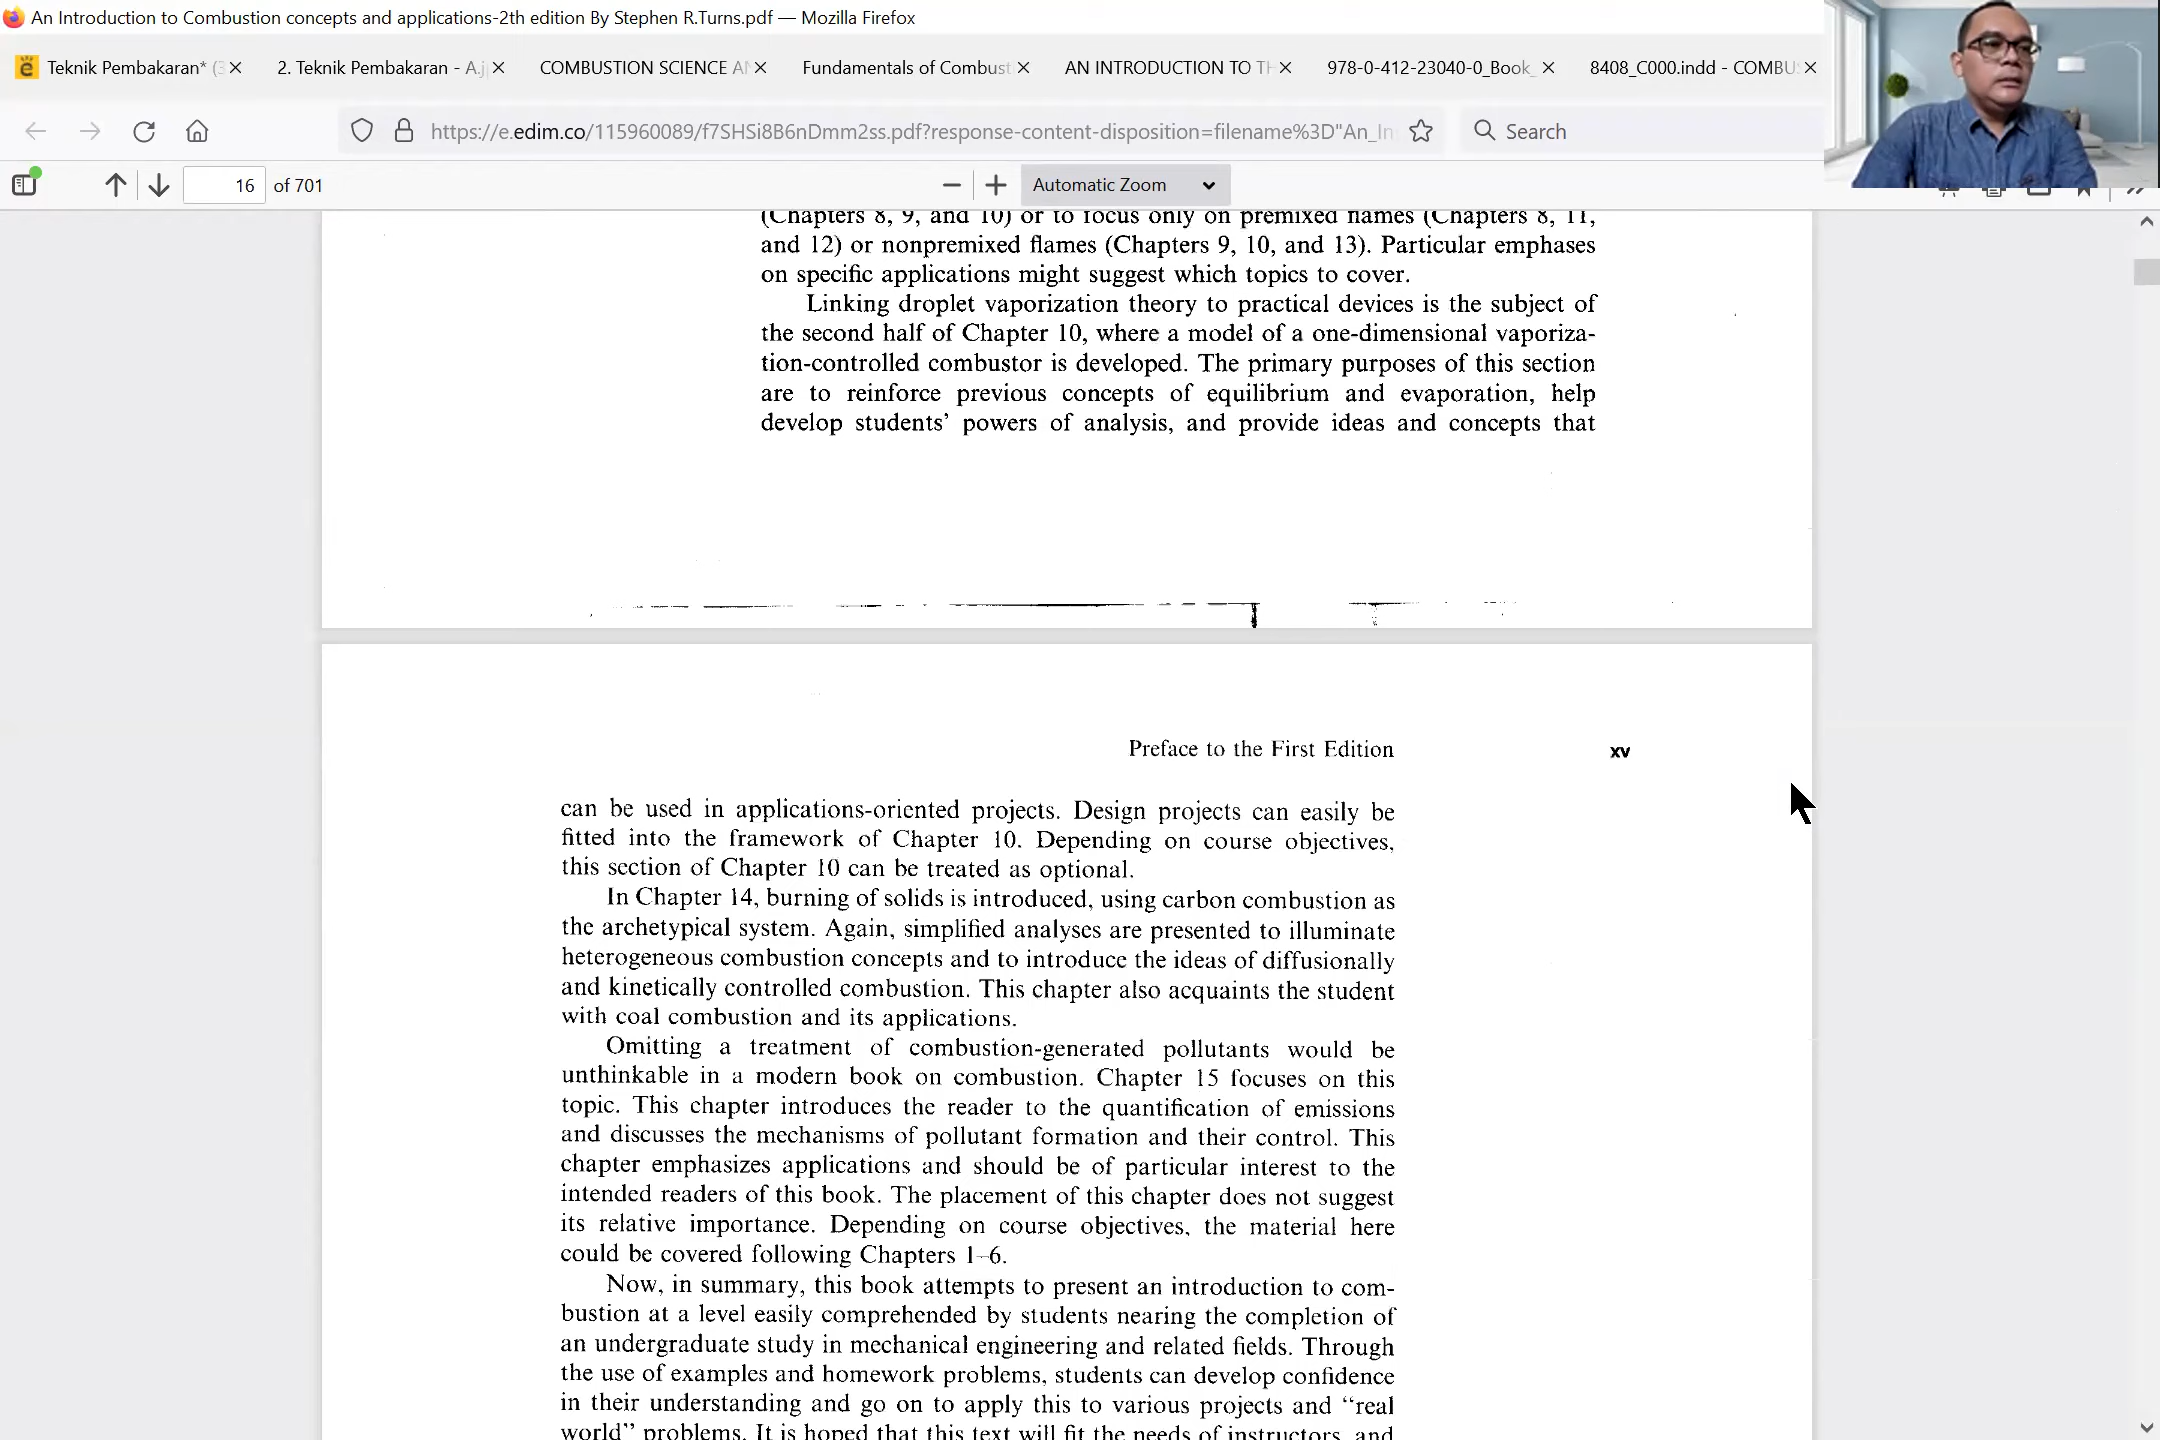 An Introduction to Combustion concepts and applications-2th edition By Stephen R.Turns.pdf — Mozilla Firefox
Teknik Pembakaran* (3
2. Teknik Pembakaran - A.j
COMBUSTION SCIENCE AN
Fundamentals of Combust
AN INTRODUCTION TO TH
978-0-412-23040-0_Book_
8408_C000.indd - COMBU
https://e.edim.co/115960089/f7SHSi8B6nDmm2ss.pdf?response-content-disposition=filename%3D"An_In
Search
16 of 701
Automatic Zoom
(Chapters 8, 9, and 10) or to focus only on premixed flames (Chapters 8, 11,
and 12) or nonpremixed flames (Chapters 9, 10, and 13). Particular emphases
on specific applications might suggest which topics to cover.
Linking droplet vaporization theory to practical devices is the subject of
the second half of Chapter 10, where a model of a one-dimensional vaporiza-
tion-controlled combustor is developed. The primary purposes of this section
are to reinforce previous concepts of equilibrium and evaporation, help
develop students' powers of analysis, and provide ideas and concepts that
Preface to the First Edition
xv
can be used in applications-oriented projects. Design projects can easily be
fitted into the framework of Chapter 10. Depending on course objectives,
this section of Chapter 10 can be treated as optional.
In Chapter 14, burning of solids is introduced, using carbon combustion as
the archetypical system. Again, simplified analyses are presented to illuminate
heterogeneous combustion concepts and to introduce the ideas of diffusionally
and kinetically controlled combustion. This chapter also acquaints the student
with coal combustion and its applications.
Omitting a treatment of combustion-generated pollutants would be
unthinkable in a modern book on combustion. Chapter 15 focuses on this
topic. This chapter introduces the reader to the quantification of emissions
and discusses the mechanisms of pollutant formation and their control. This
chapter emphasizes applications and should be of particular interest to the
intended readers of this book. The placement of this chapter does not suggest
its relative importance. Depending on course objectives, the material here
could be covered following Chapters 1–6.
Now, in summary, this book attempts to present an introduction to com-
bustion at a level easily comprehended by students nearing the completion of
an undergraduate study in mechanical engineering and related fields. Through
the use of examples and homework problems, students can develop confidence
in their understanding and go on to apply this to various projects and "real
world" problems. It is hoped that this text will fit the needs of instructors, and